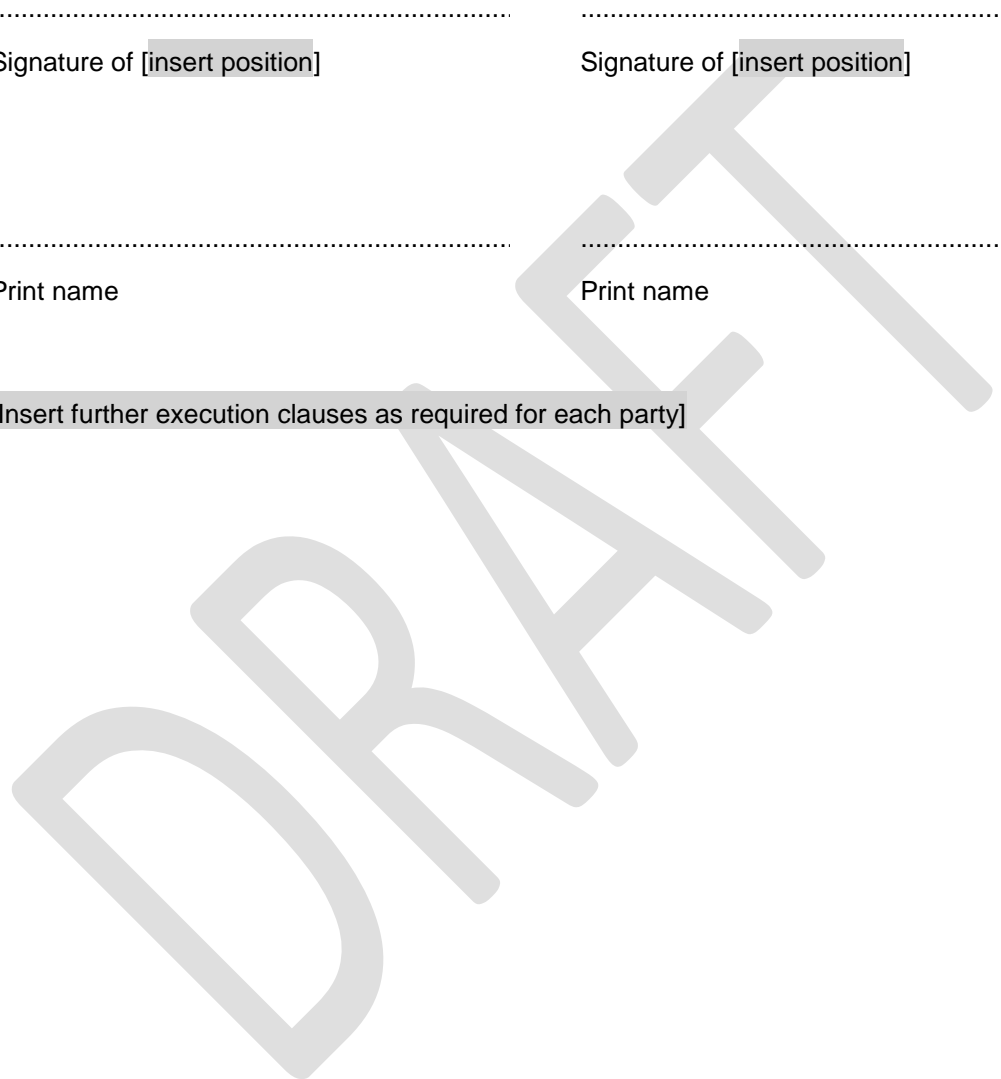 Signature of [insert position] Signature of [insert position]
Print name Print name
Insert further execution clauses as required for each party]
DRAFT